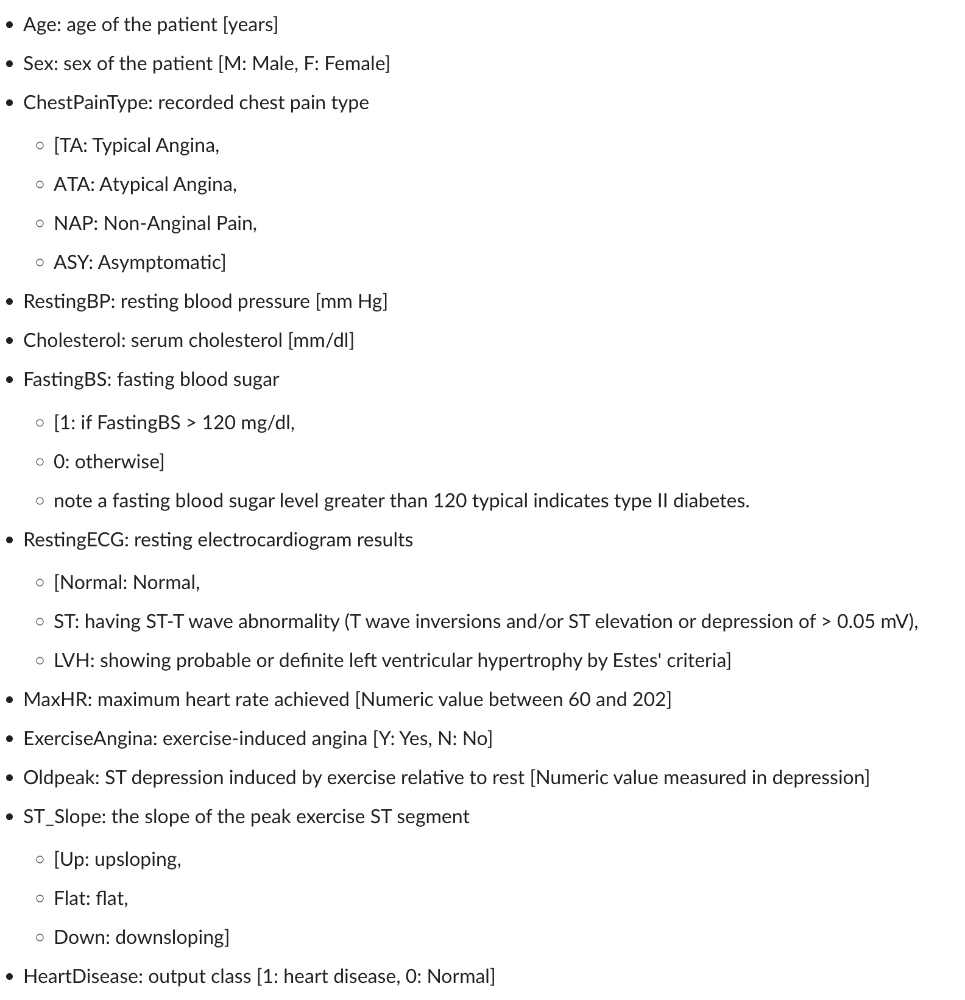 Age: age of the patient [years]
Sex: sex of the patient [M: Male, F: Female]
ChestPainType: recorded chest pain type
[TA: Typical Angina,
ATA: Atypical Angina,
NAP: Non-Anginal Pain,
ASY: Asymptomatic]
RestingBP: resting blood pressure [mm Hg]
Cholesterol: serum cholesterol [mm/dl]
FastingBS: fasting blood sugar
[1: if FastingBS > 120 mg/dl,
0: otherwise]
note a fasting blood sugar level greater than 120 typical indicates type II diabetes.
RestingECG: resting electrocardiogram results
[Normal: Normal,
ST: having ST-T wave abnormality (T wave inversions and/or ST elevation or depression of > 0.05 mV),
LVH: showing probable or definite left ventricular hypertrophy by Estes' criteria]
MaxHR: maximum heart rate achieved [Numeric value between 60 and 202]
ExerciseAngina: exercise-induced angina [Y: Yes, N: No]
Oldpeak: ST depression induced by exercise relative to rest [Numeric value measured in depression]
ST_Slope: the slope of the peak exercise ST segment
[Up: upsloping,
Flat: flat,
Down: downsloping]
HeartDisease: output class [1: heart disease, 0: Normal]